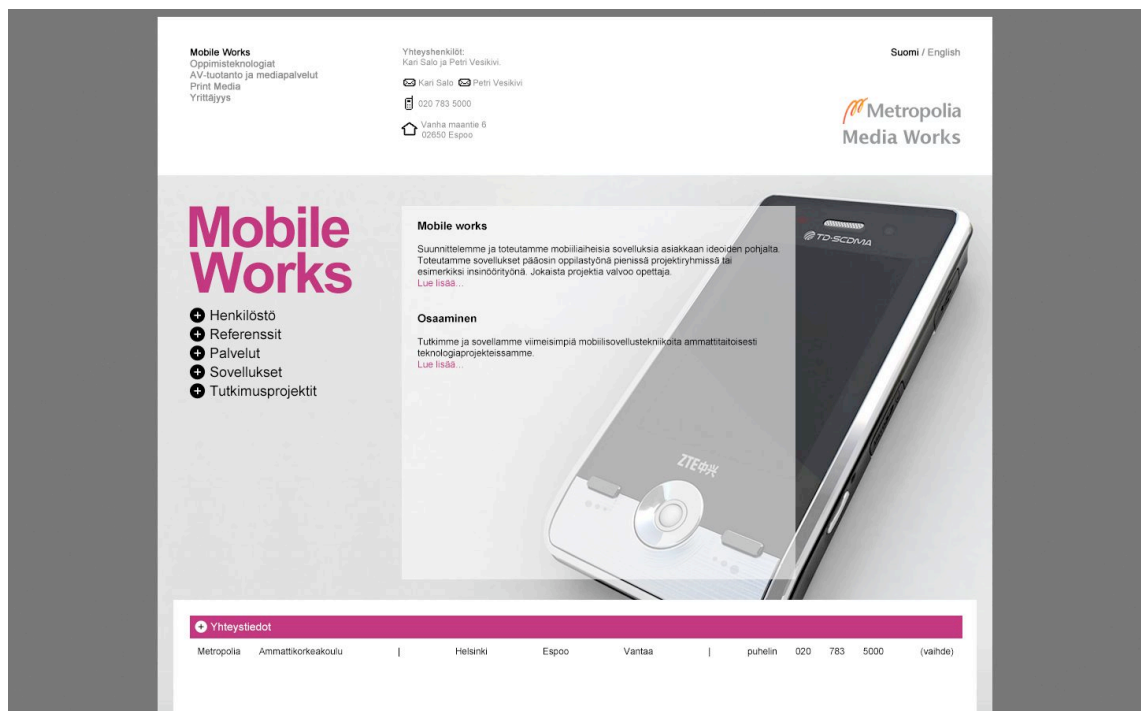 Mobile Works
Oppimisteknologiat
AV-tuotanto ja mediapalvelut
Print Media
Yrittäjyys
Yhteyshenkilöt:
Kari Salo ja Petri Vesikivi.
Kari Salo Petri Vesikivi
020 783 5000
Vanha maantie 6
02650 Espoo
Suomi / English
Metropolia
Media Works
Mobile
Works
Henkilöstö
Referenssit
Palvelut
Sovellukset
Tutkimusprojektit
Mobile works
Suunnittelemme ja toteutamme mobiiliaiheisia sovelluksia asiakkaan ideoiden pohjalta.
Toteutamme sovellukset pääosin oppilastyönä pienissä projektiryhmissä tai
esimerkiksi insinöörityönä. Jokaista projektia valvoo opettaja.
Lue lisää...
Osaaminen
Tutkimme ja sovellamme viimeisimpiä mobiilisovellustekniikoita ammattitaitoisesti
teknologiaprojekteissamme.
Lue lisää...
TD-SCDMA
ZTE中兴
Yhteystiedot
Metropolia Ammattikorkeakoulu | Helsinki Espoo Vantaa | puhelin 020 783 5000 (vaihde)